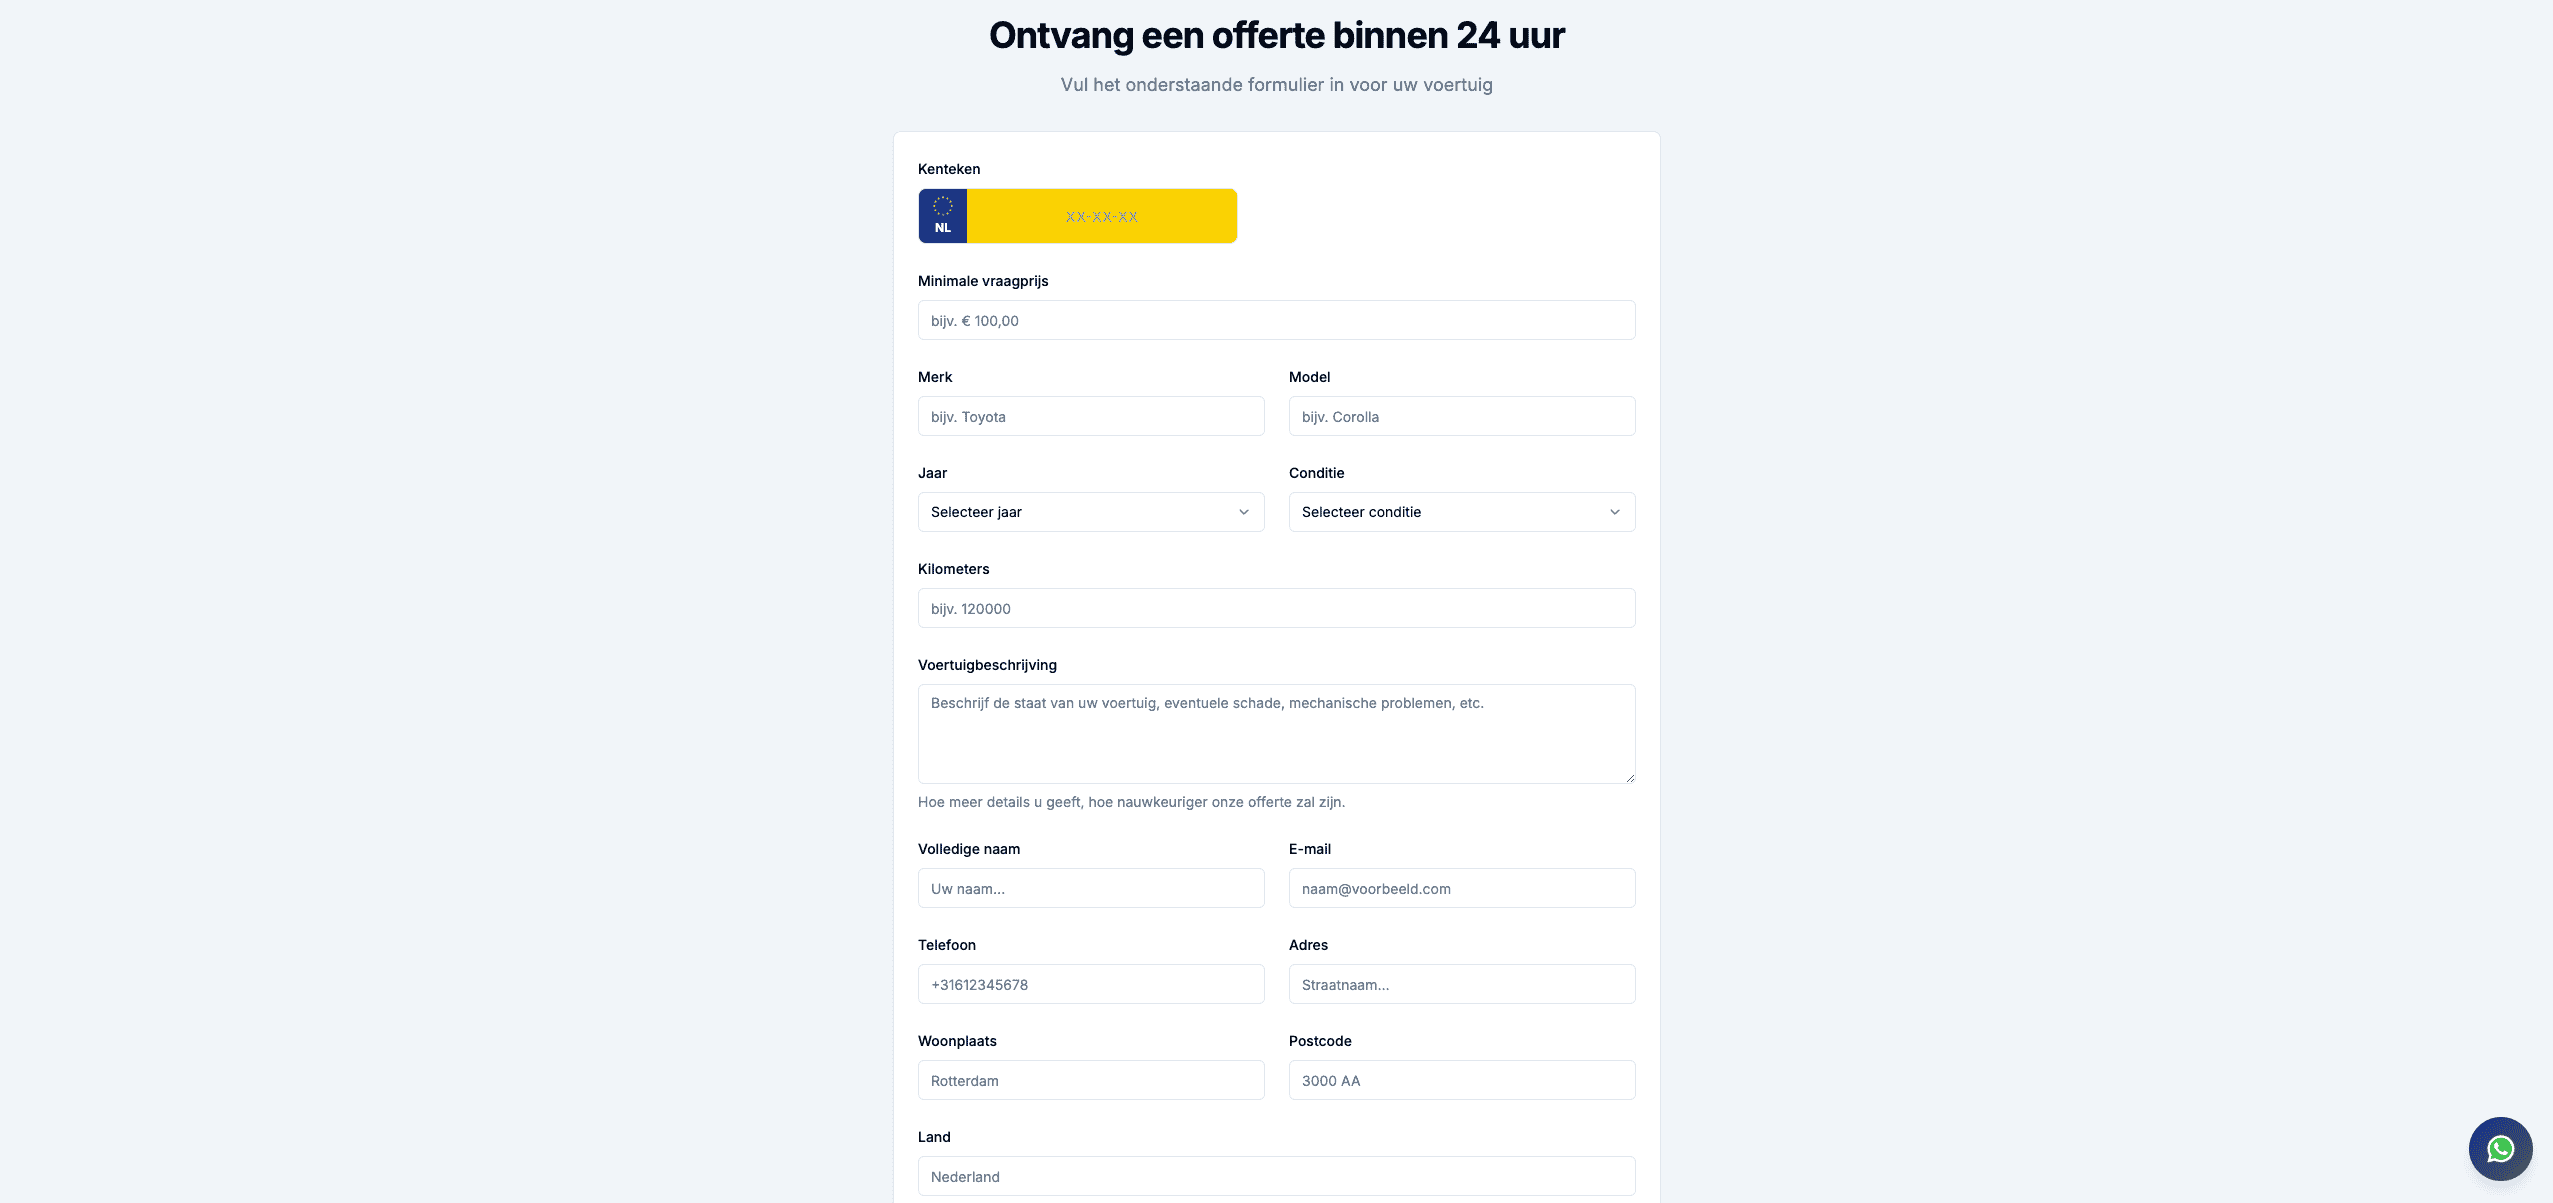 Ontvang een offerte binnen 24 uur
Vul het onderstaande formulier in voor uw voertuig
Kenteken
NL
XX-XX-XX
Minimale vraagprijs
bijv. € 100,00
Merk
Model
bijv. Toyota
bijv. Corolla
Jaar
Conditie
Selecteer jaar
Selecteer conditie
Kilometers
bijv. 120000
Voertuigbeschrijving
Beschrijf de staat van uw voertuig, eventuele schade, mechanische problemen, etc.
Hoe meer details u geeft, hoe nauwkeuriger onze offerte zal zijn.
Volledige naam
E-mail
Uw naam...
naam@voorbeeld.com
Telefoon
Adres
+31612345678
Straatnaam...
Woonplaats
Postcode
Rotterdam
3000 AA
Land
Nederland